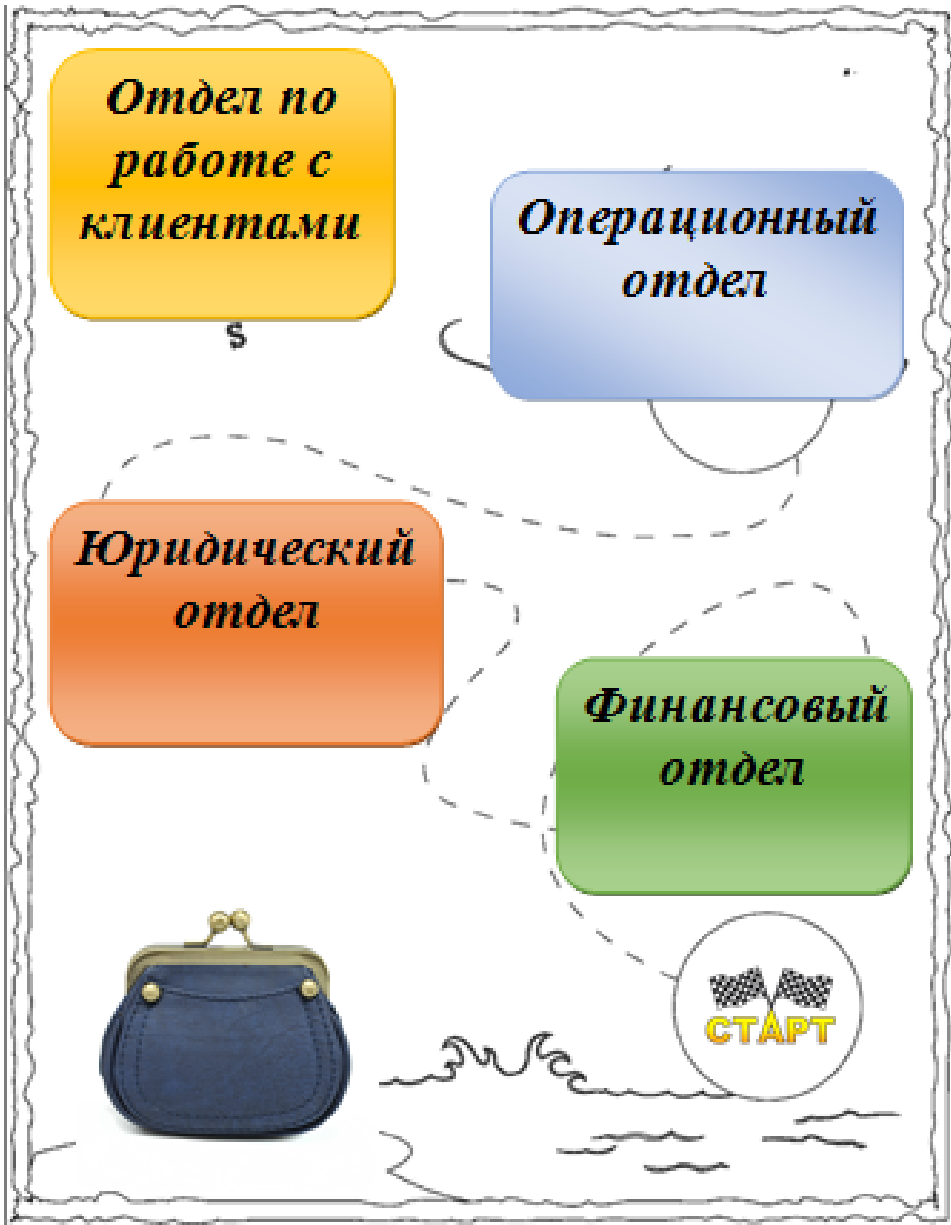 Отдел по
работе с
клиентами
Операционный
отдел
s
Юридический
отдел
Финансовый
отдел
СТАРТ